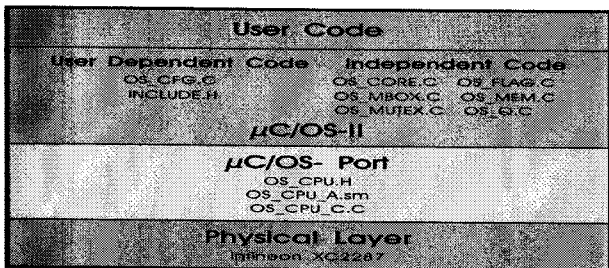 User Code
User Dependent Code Independent Code
OS_CFG.C OS_CORE.C OS_FLAG.C
INCLUDE.H OS_MBOX.C OS_MEM.C
OS_MUTEX.C OS_Q.C
μC/OS-II
μC/OS- Port
OS_CPU.H
OS_CPU_A.sm
OS_CPU_C.C
Physical Layer
Infineon XC2287